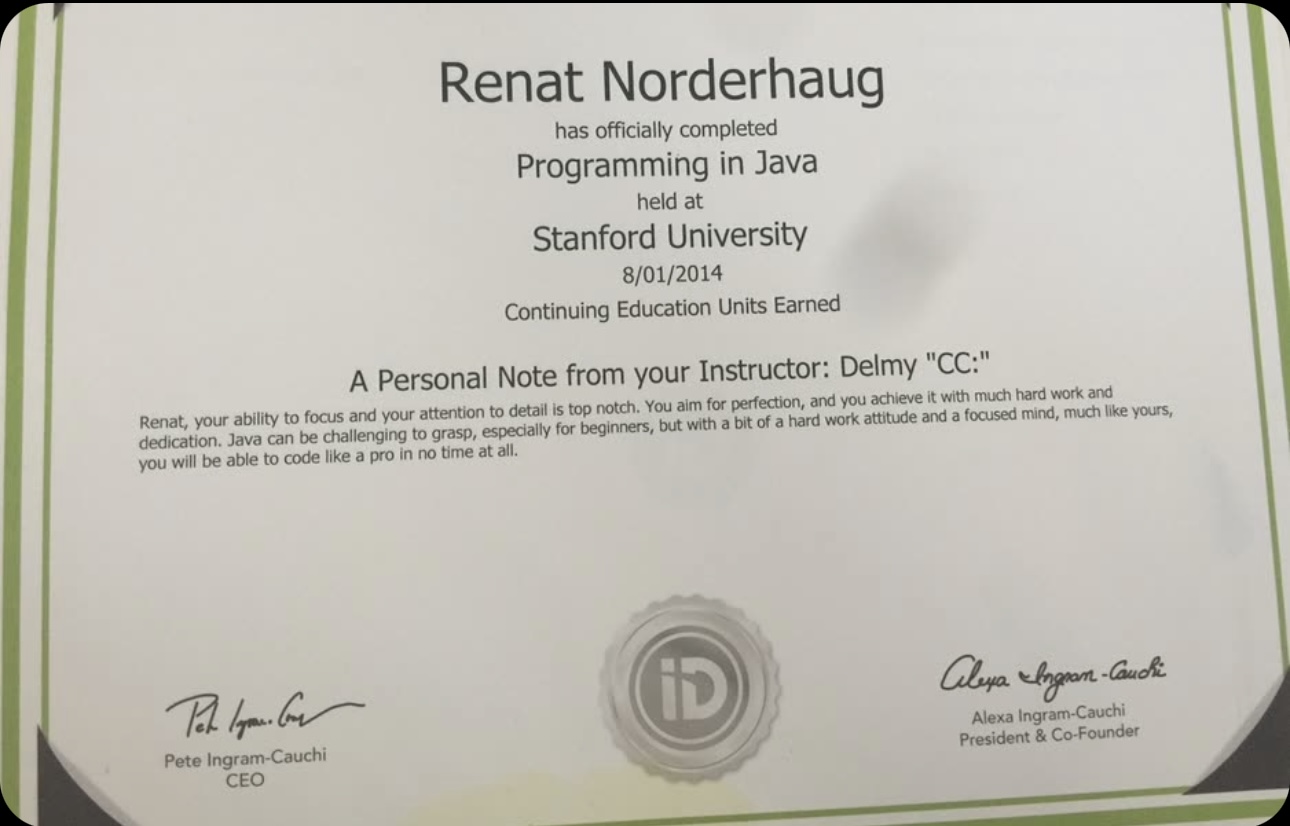 Renat Norderhaug
has officially completed
Programming in Java
held at
Stanford University
8/01/2014
Continuing Education Units Earned
A Personal Note from your Instructor: Delmy "CC:"
Renat, your ability to focus and your attention to detail is top notch. You aim for perfection, and you achieve it with much hard work and
dedication. Java can be challenging to grasp, especially for beginners, but with a bit of a hard work attitude and a focused mind, much like yours,
you will be able to code like a pro in no time at all.
iD
Pete Ingram-Cauchi
CEO
Alexa Ingram-Cauchi
Alexa Ingram-Cauchi
President & Co-Founder